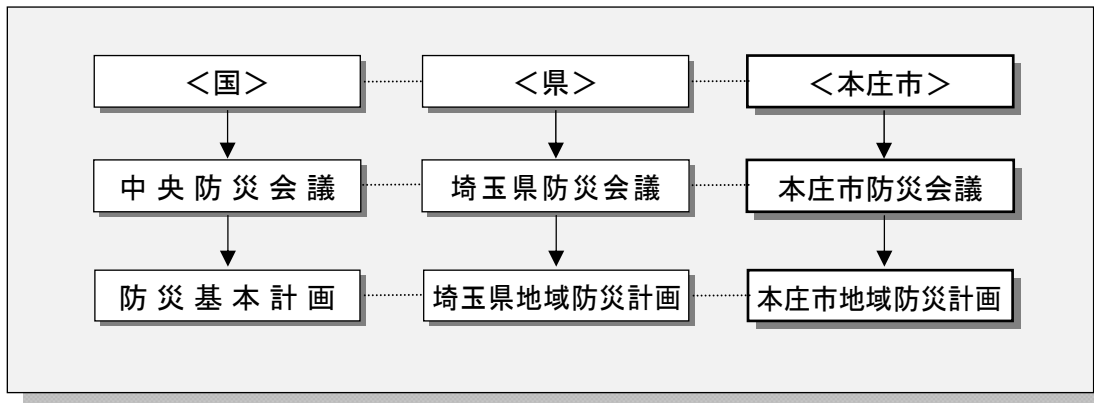 <国>
<県>
<本庄市>
中央防災会議
埼玉県防災会議
本庄市防災会議
防災基本計画
埼玉県地域防災計画
本庄市地域防災計画